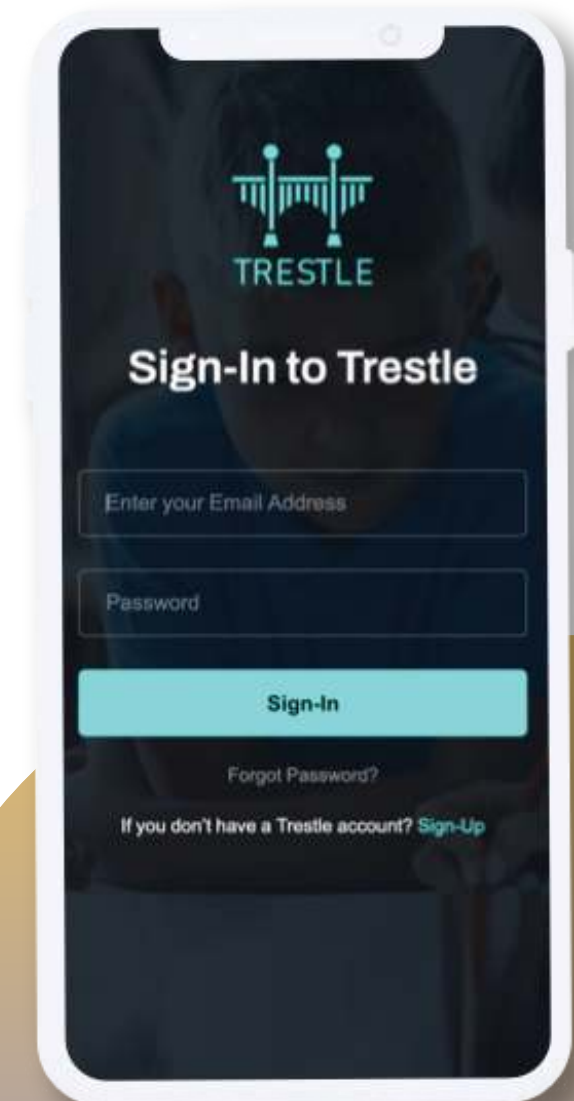 TRESTLE
Sign-In to Trestle
Enter your Email Address
Password
Sign-In
Forgot Password?
If you don't have a Trestle account? Sign-Up